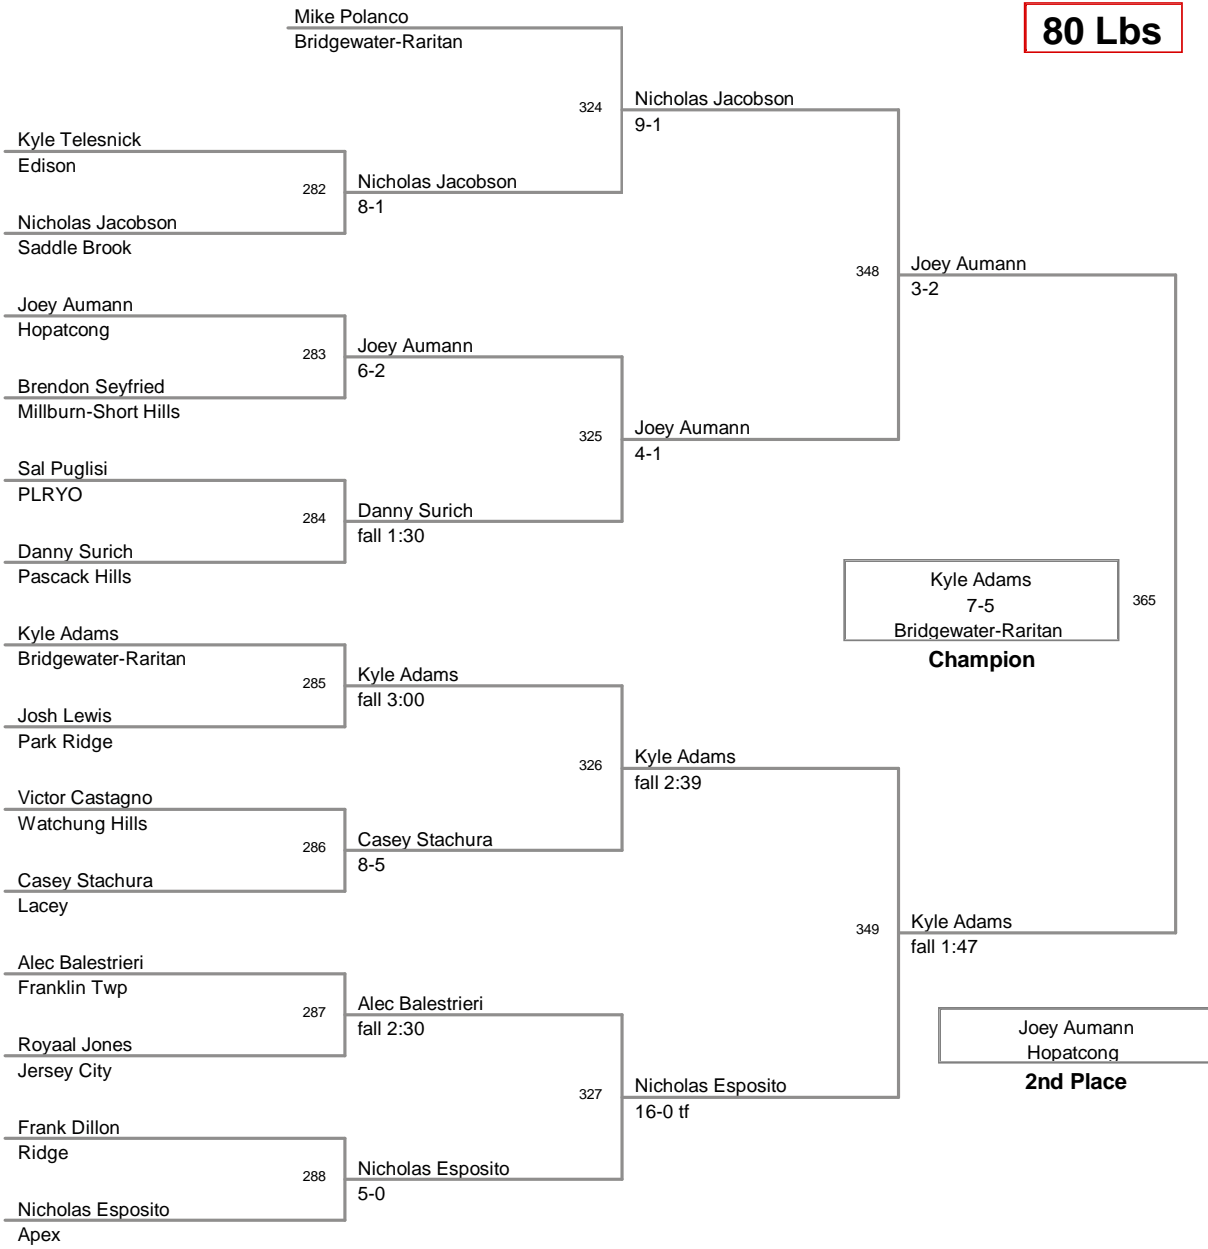 Mike Polanco
Bridgewater-Raritan
80 Lbs
324
Nicholas Jacobson
9-1
Kyle Telesnick
Edison
282
Nicholas Jacobson
8-1
Nicholas Jacobson
Saddle Brook
348
Joey Aumann
3-2
Joey Aumann
Hopatcong
283
Joey Aumann
6-2
Brendon Seyfried
Millburn-Short Hills
325
Joey Aumann
4-1
Sal Puglisi
PLRYO
284
Danny Surich
fall 1:30
Danny Surich
Pascack Hills
Kyle Adams
7-5
Bridgewater-Raritan
365
Champion
Kyle Adams
Bridgewater-Raritan
285
Kyle Adams
fall 3:00
Josh Lewis
Park Ridge
326
Kyle Adams
fall 2:39
Victor Castagno
Watchung Hills
286
Casey Stachura
8-5
Casey Stachura
Lacey
349
Kyle Adams
fall 1:47
Alec Balestrieri
Franklin Twp
287
Alec Balestrieri
fall 2:30
Royaal Jones
Jersey City
Joey Aumann
Hopatcong
2nd Place
327
Nicholas Esposito
16-0 tf
Frank Dillon
Ridge
288
Nicholas Esposito
5-0
Nicholas Esposito
Apex